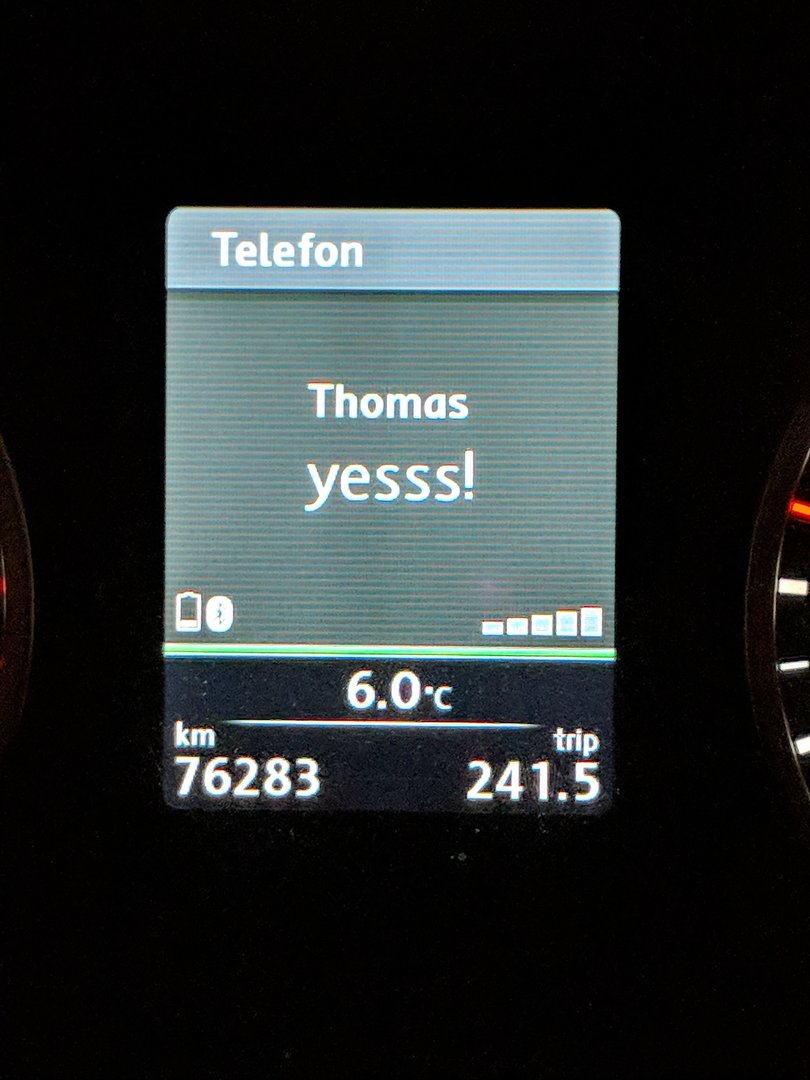 Telefon
Thomas
yesss!
6.0°C
km trip
76283 241.5